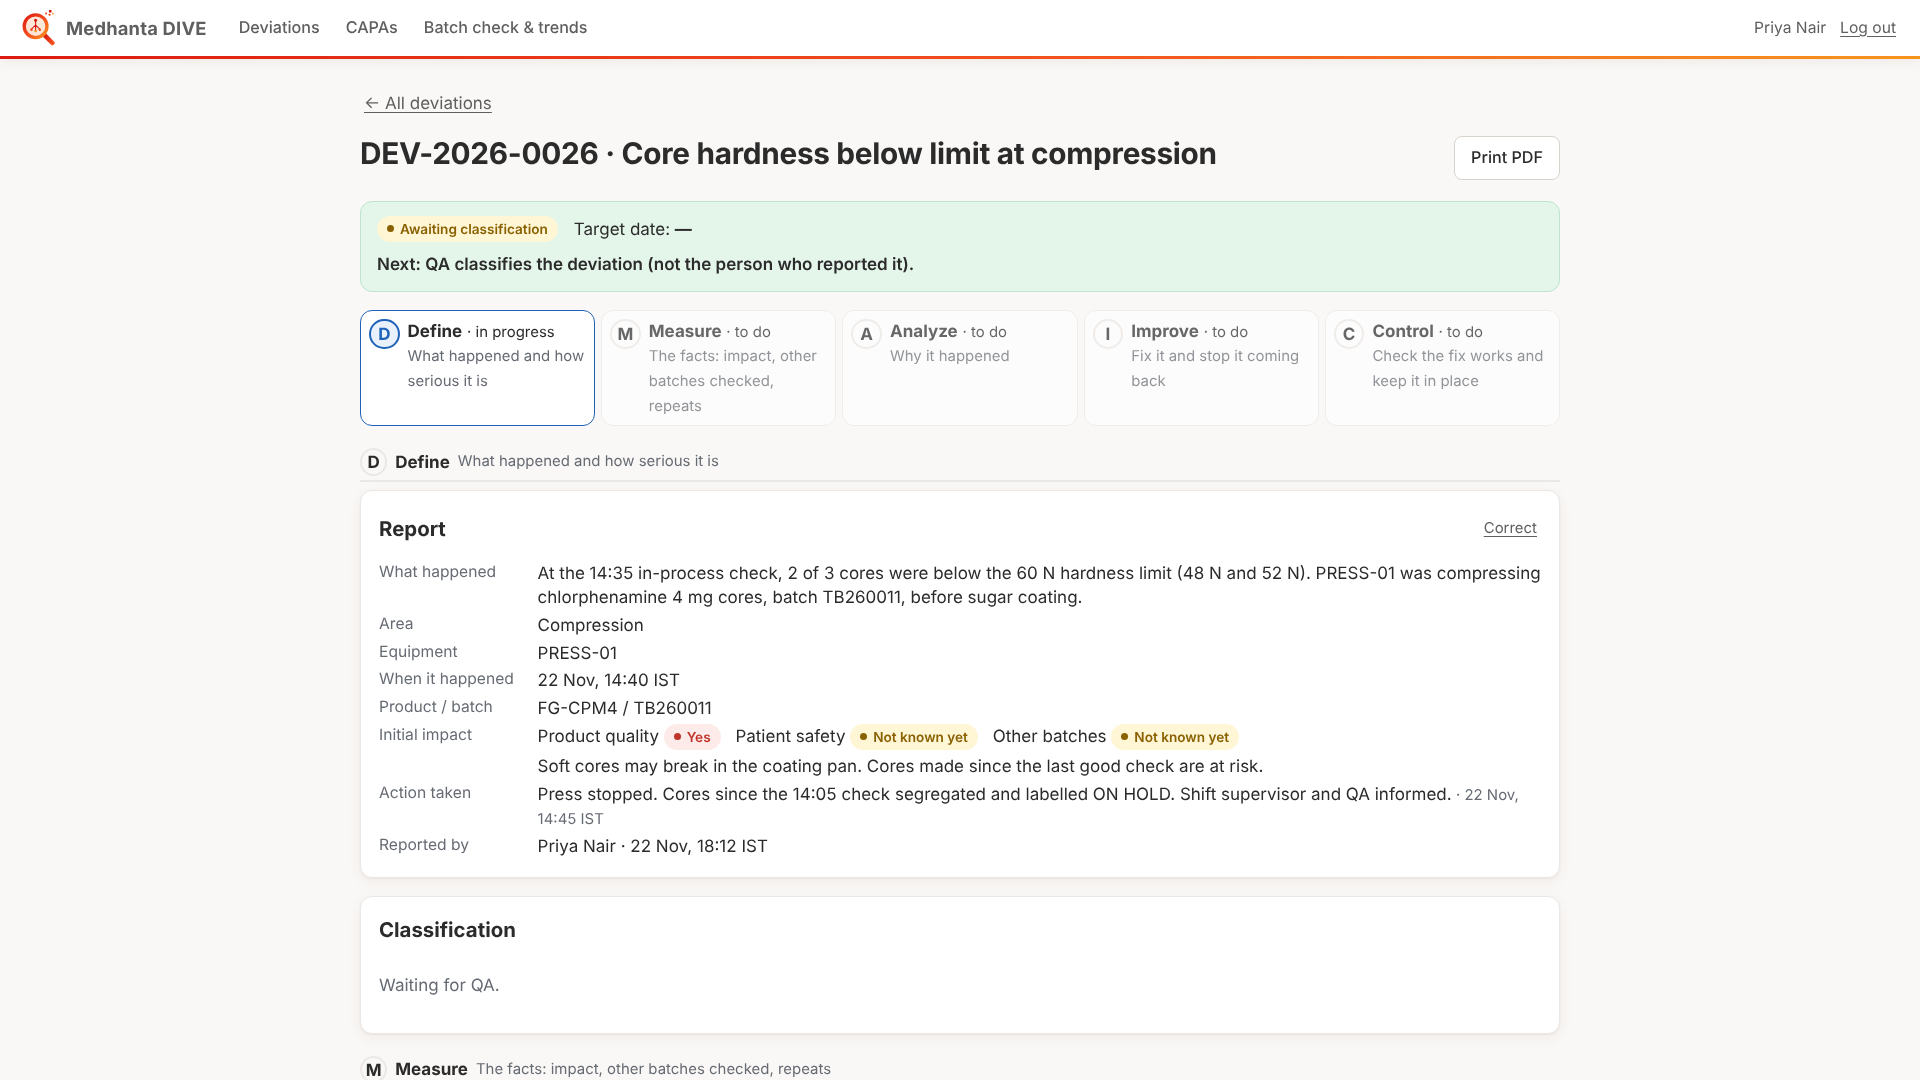 Medhanta DIVE Deviations CAPAs Batch check & trends Priya Nair Log out
← All deviations
DEV-2026-0026 · Core hardness below limit at compression
Print PDF
Awaiting classification Target date: —
Next: QA classifies the deviation (not the person who reported it).
D Define · in progress
What happened and how
serious it is
M Measure · to do
The facts: impact, other
batches checked,
repeats
A Analyze · to do
Why it happened
I Improve · to do
Fix it and stop it coming
back
C Control · to do
Check the fix works and
keep it in place
D Define What happened and how serious it is
Report
Correct
What happened At the 14:35 in-process check, 2 of 3 cores were below the 60 N hardness limit (48 N and 52 N). PRESS-01 was compressing
chlorphenamine 4 mg cores, batch TB260011, before sugar coating.
Area Compression
Equipment PRESS-01
When it happened 22 Nov, 14:40 IST
Product / batch FG-CPM4 / TB260011
Initial impact Product quality Yes Patient safety Not known yet Other batches Not known yet
Soft cores may break in the coating pan. Cores made since the last good check are at risk.
Action taken Press stopped. Cores since the 14:05 check segregated and labelled ON HOLD. Shift supervisor and QA informed. · 22 Nov,
14:45 IST
Reported by Priya Nair · 22 Nov, 18:12 IST
Classification
Waiting for QA.
M Measure The facts: impact, other batches checked, repeats